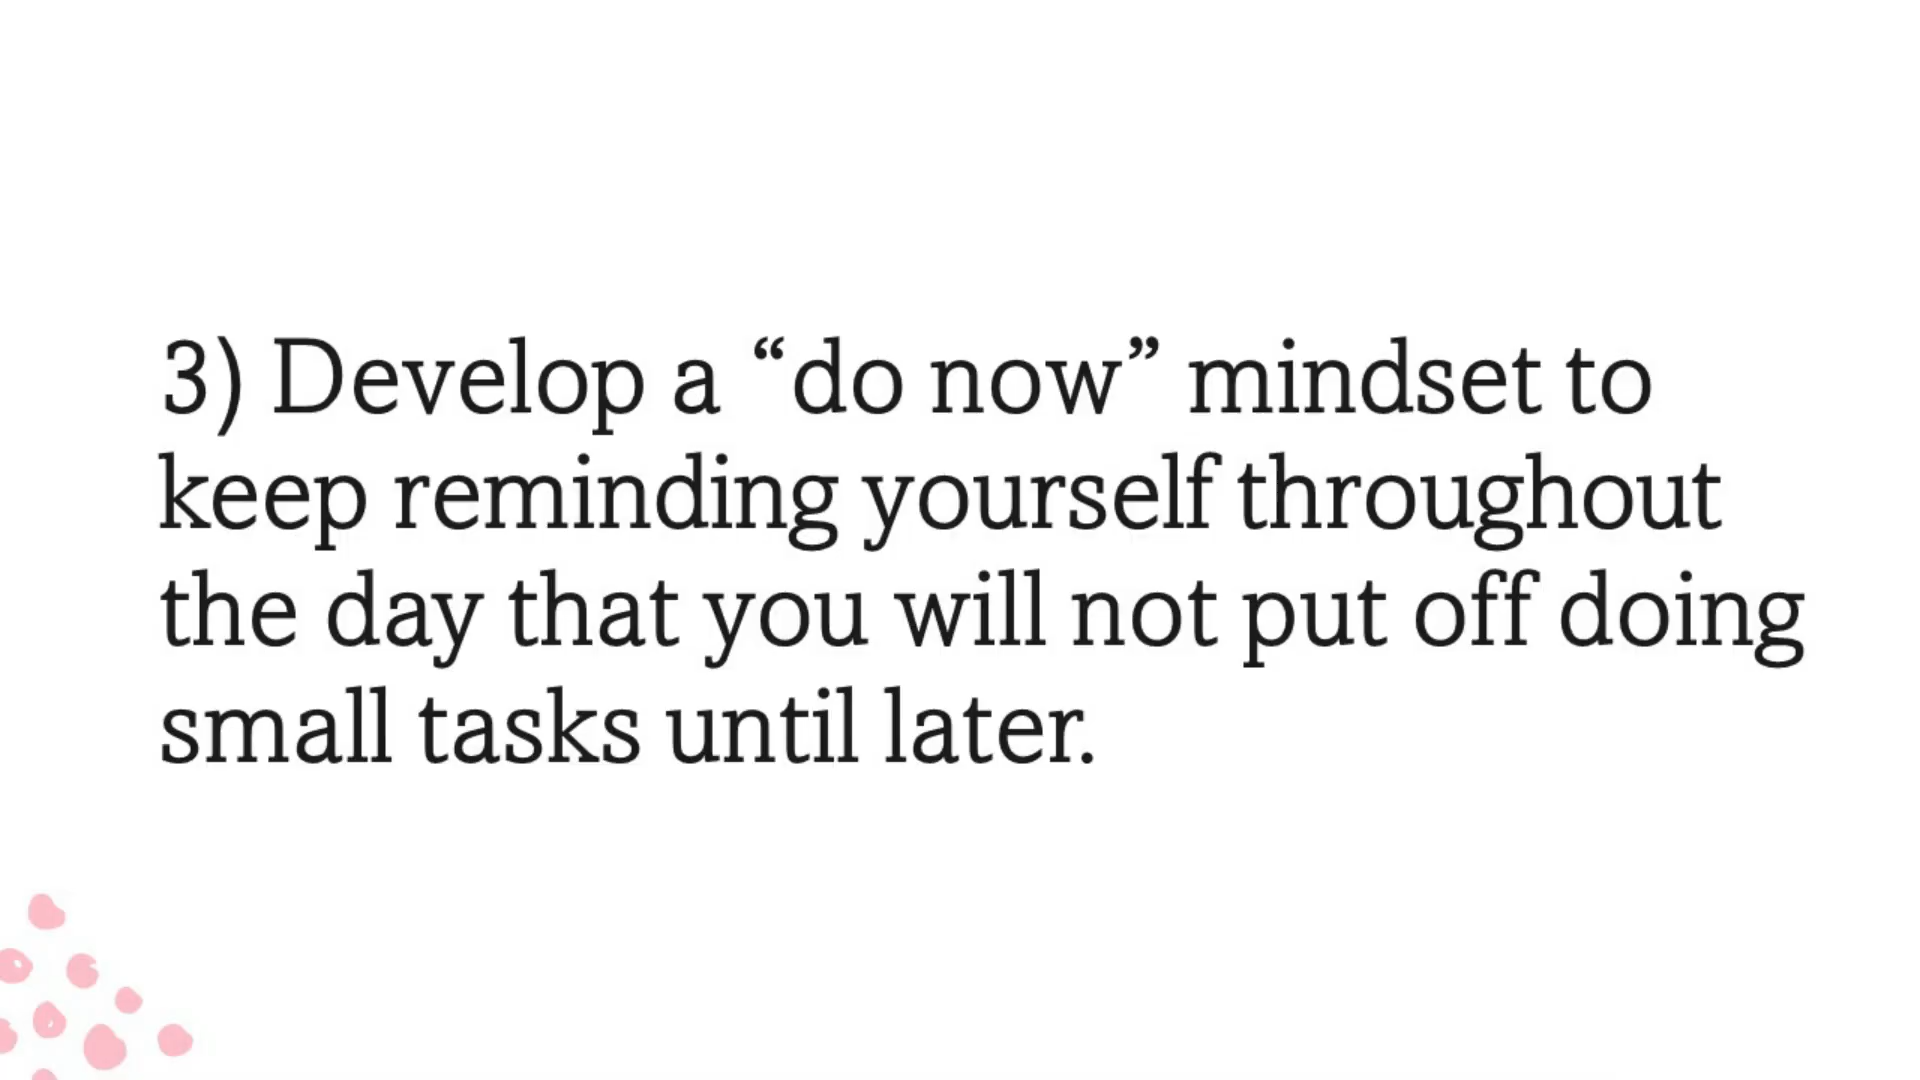 3) Develop a “do now” mindset to
keep reminding yourself throughout
the day that you will not put off doing
small tasks until later.